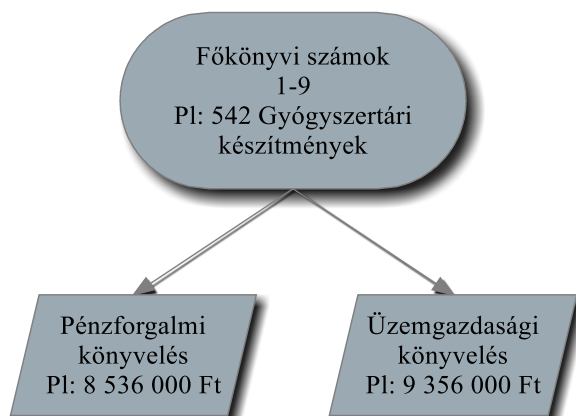 Főkönyvi számok
1-9
Pl: 542 Gyógyszertári
készítmények
Pénzforgalmi
könyvelés
Pl: 8 536 000 Ft
Üzemgazdasági
könyvelés
Pl: 9 356 000 Ft